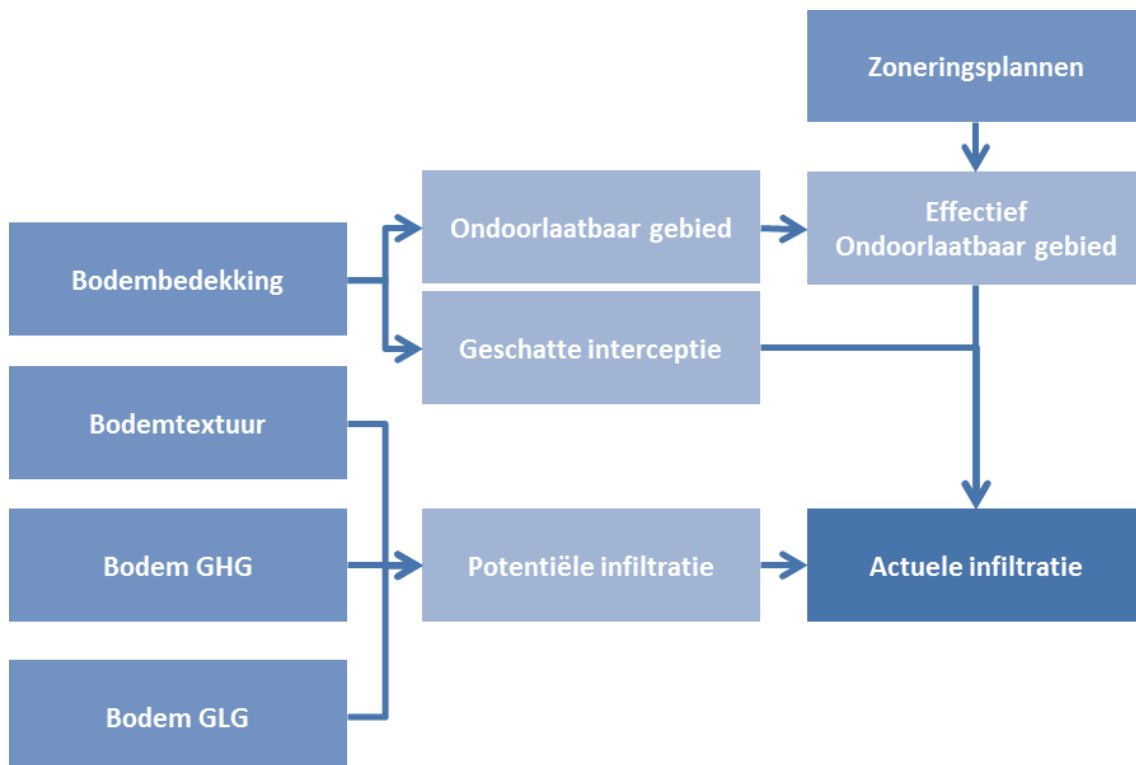 Zoneringsplannen
Ondoorlaatbaar gebied
Effectief
Ondoorlaatbaar gebied
Bodembedekking
Geschatte interceptie
Bodemtextuur
Bodem GHG
Potentiële infiltratie
Actuele infiltratie
Bodem GLG